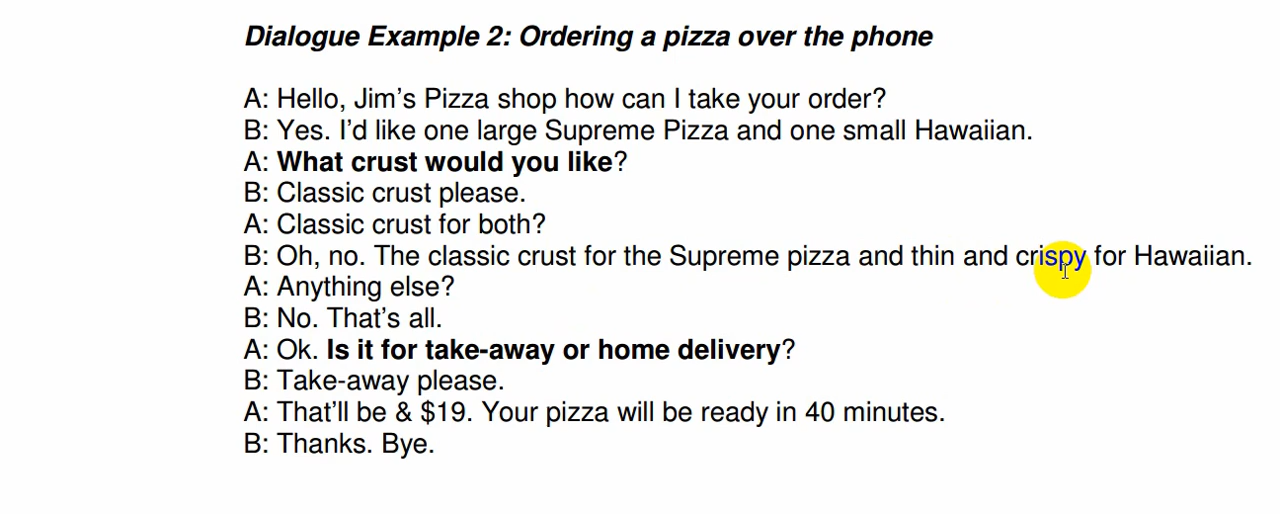 Dialogue Example 2: Ordering a pizza over the phone
A: Hello, Jim’s Pizza shop how can I take your order?
B: Yes. I’d like one large Supreme Pizza and one small Hawaiian.
A: What crust would you like?
B: Classic crust please.
A: Classic crust for both?
B: Oh, no. The classic crust for the Supreme pizza and thin and crispy for Hawaiian.
A: Anything else?
B: No. That’s all.
A: Ok. Is it for take-away or home delivery?
B: Take-away please.
A: That’ll be & $19. Your pizza will be ready in 40 minutes.
B: Thanks. Bye.